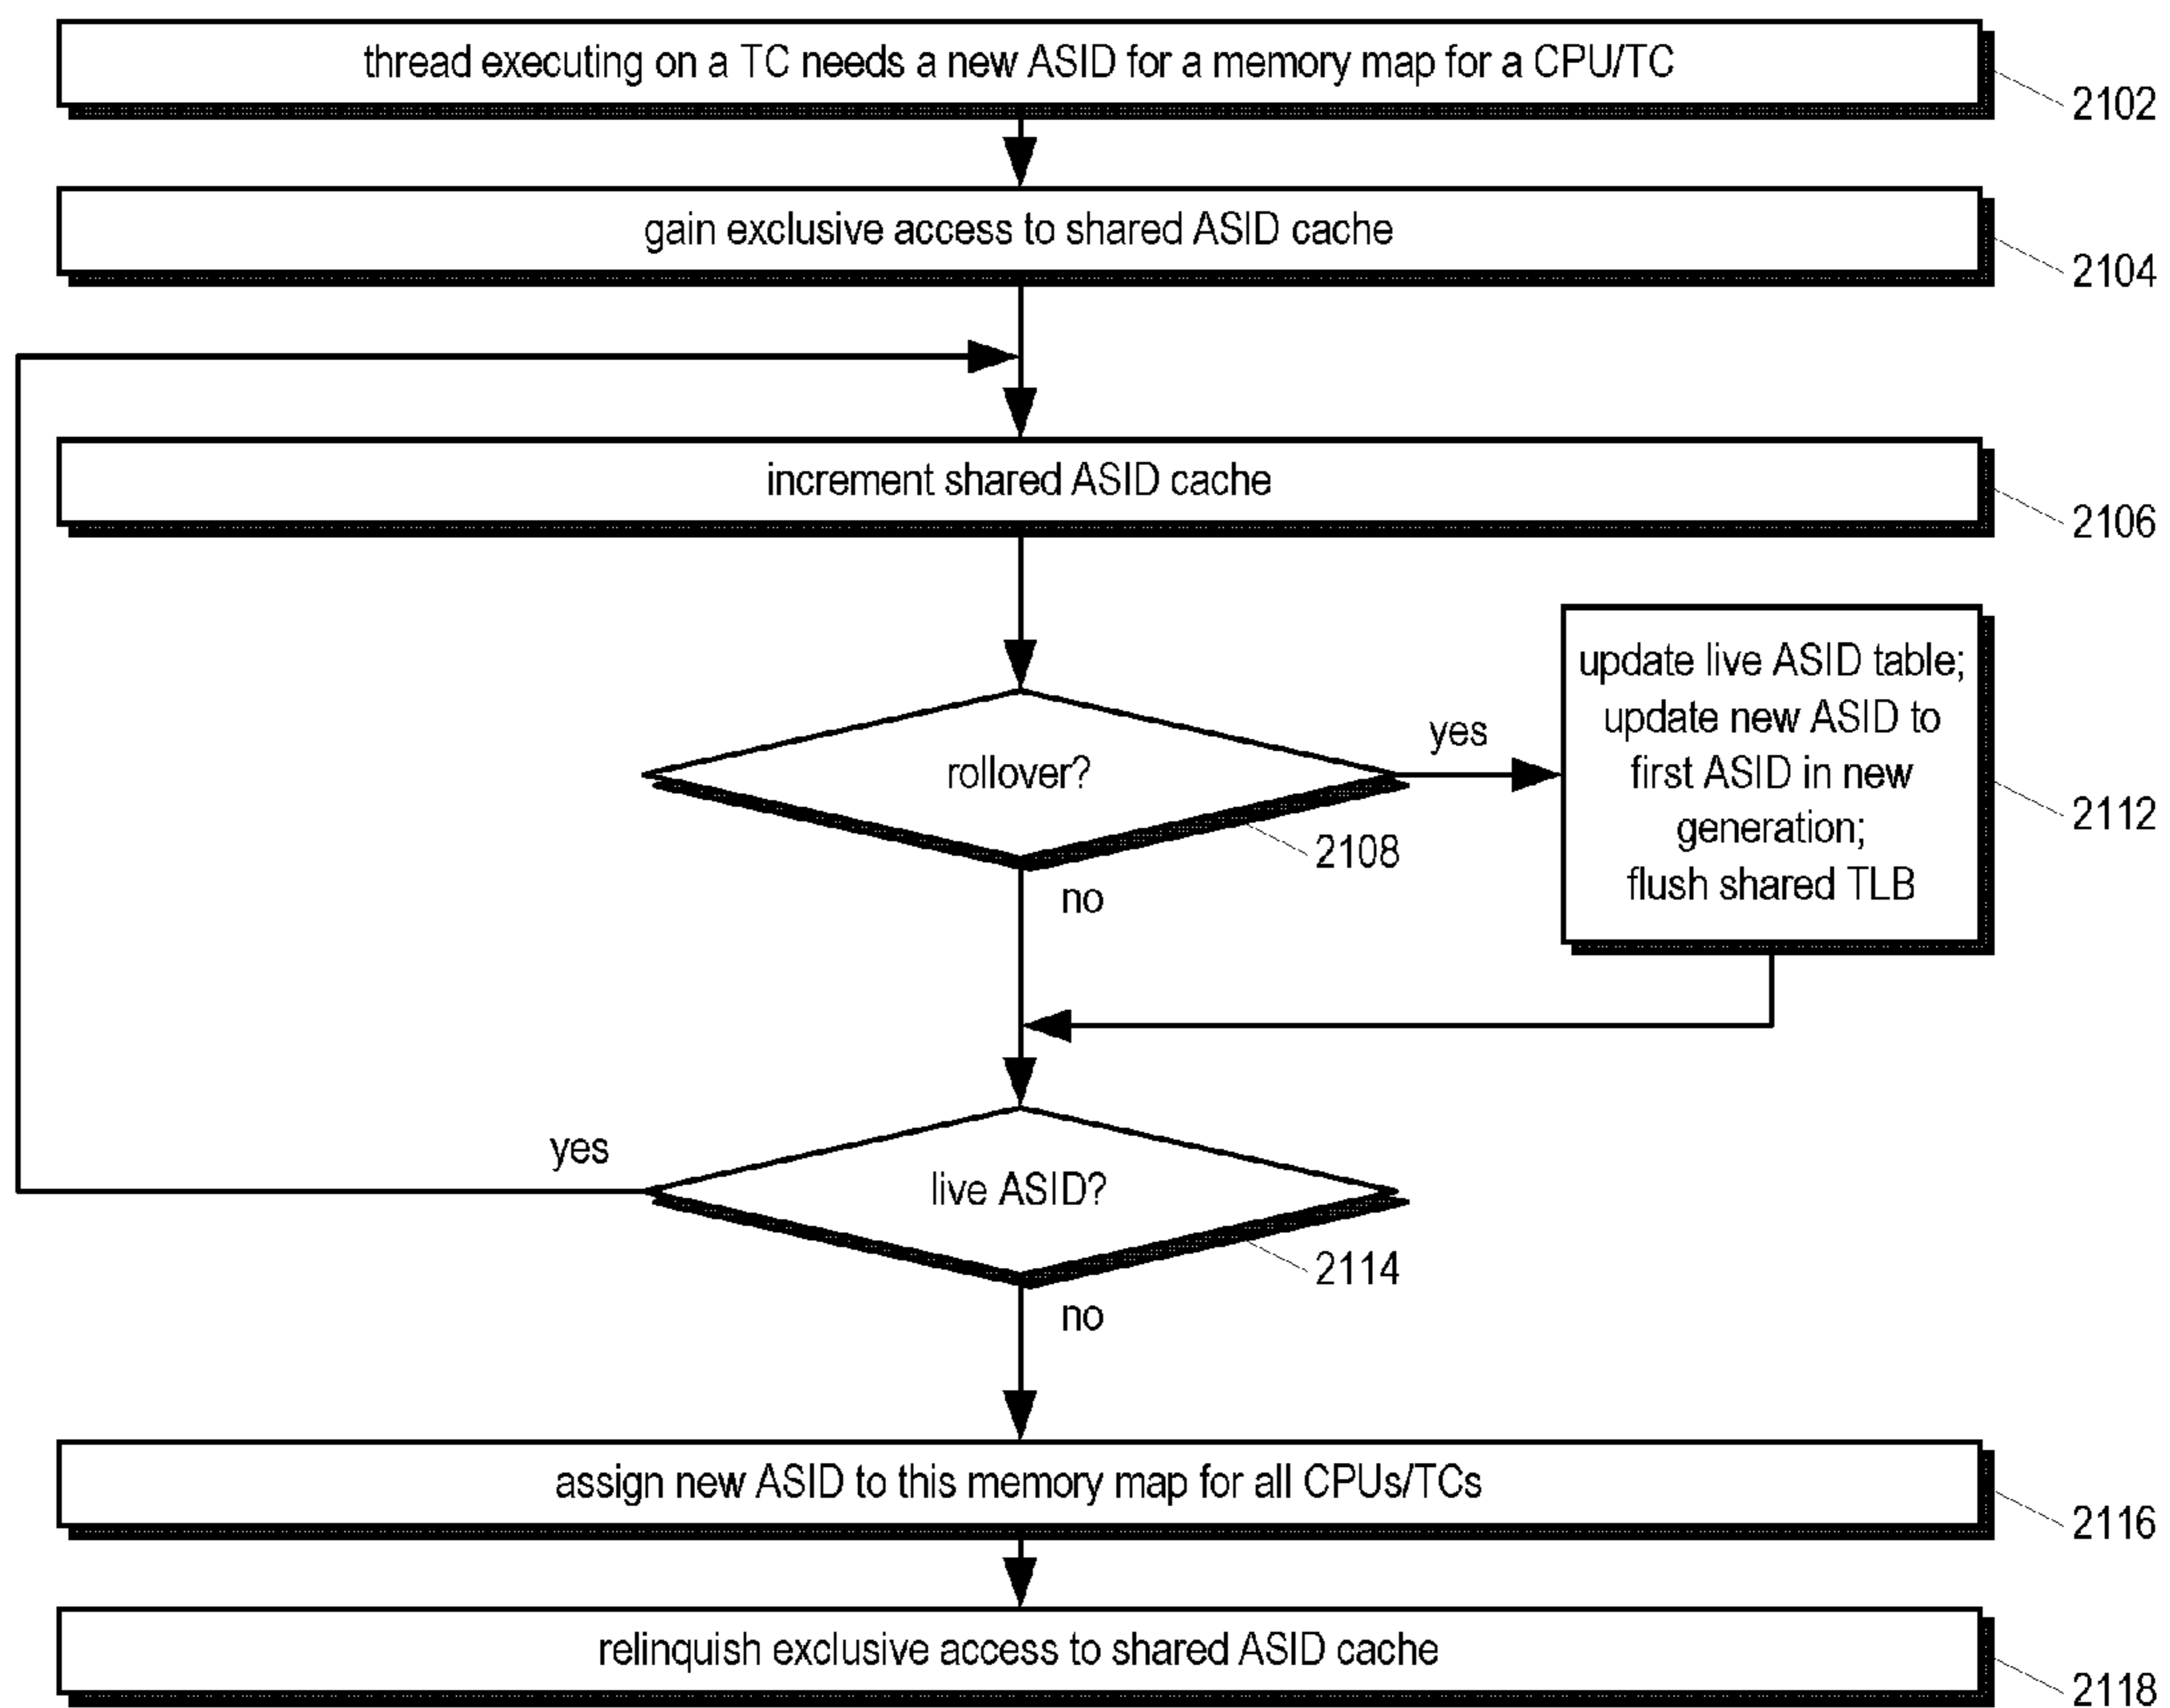 thread executing on a TC needs a new ASID for a memory map for a CPU/TC
2102
gain exclusive access to shared ASID cache
2104
increment shared ASID cache
2106
rollover?
2108
yes
no
update live ASID table;
update new ASID to
first ASID in new
generation;
flush shared TLB
2112
live ASID?
2114
yes
no
assign new ASID to this memory map for all CPUs/TCs
2116
relinquish exclusive access to shared ASID cache
2118